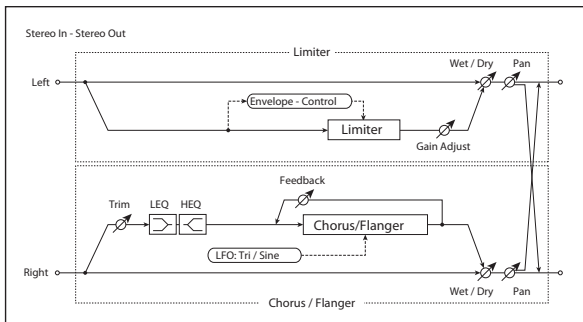 Stereo In - Stereo Out
Limiter
Wet / Dry
Pan
Left
Envelope - Control
Limiter
Gain Adjust
Feedback
Trim
LEQ
HEQ
Chorus/Flanger
LFO: Tri / Sine
Right
Wet / Dry
Pan
Chorus / Flanger